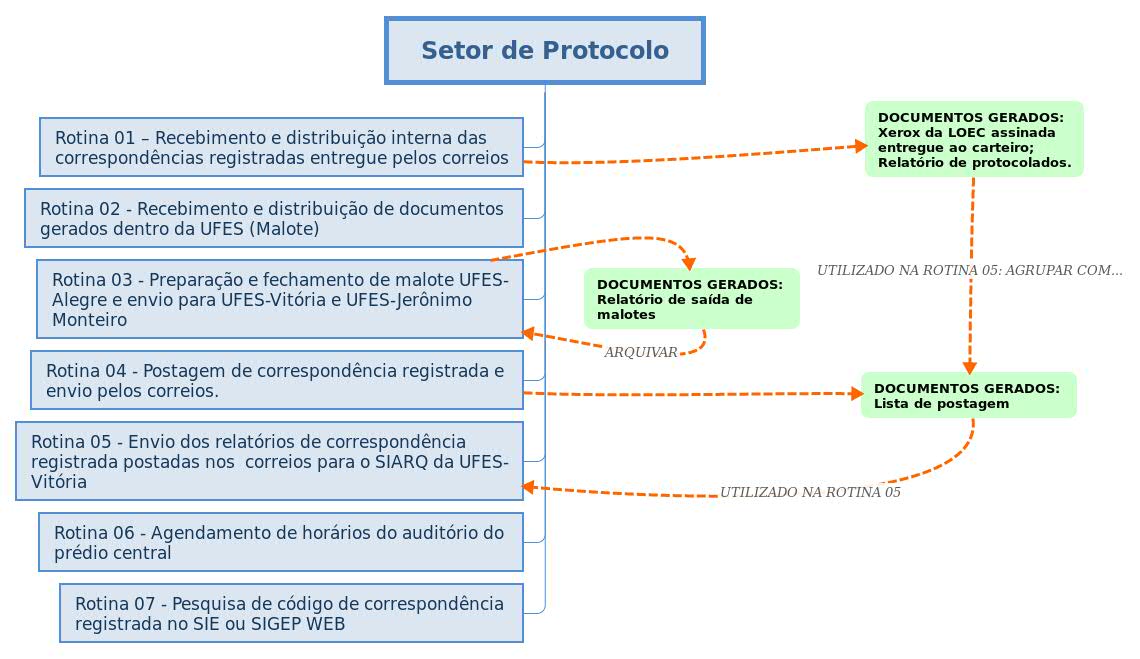 Setor de Protocolo
Rotina 01 – Recebimento e distribuição interna das
correspondências registradas entregue pelos correios
Rotina 02 - Recebimento e distribuição de documentos
gerados dentro da UFES (Malote)
Rotina 03 - Preparação e fechamento de malote UFES-
Alegre e envio para UFES-Vitória e UFES-Jerônimo
Monteiro
Rotina 04 - Postagem de correspondência registrada e
envio pelos correios.
Rotina 05 - Envio dos relatórios de correspondência
registrada postadas nos  correios para o SIARQ da UFES-
Vitória
Rotina 06 - Agendamento de horários do auditório do
prédio central
Rotina 07 - Pesquisa de código de correspondência
registrada no SIE ou SIGEP WEB
DOCUMENTOS GERADOS:
Relatório de saída de
malotes
ARQUIVAR
DOCUMENTOS GERADOS:
Xerox da LOEC assinada
entregue ao carteiro;
Relatório de protocolados.
UTILIZADO NA ROTINA 05: AGRUPAR COM...
DOCUMENTOS GERADOS:
Lista de postagem
UTILIZADO NA ROTINA 05